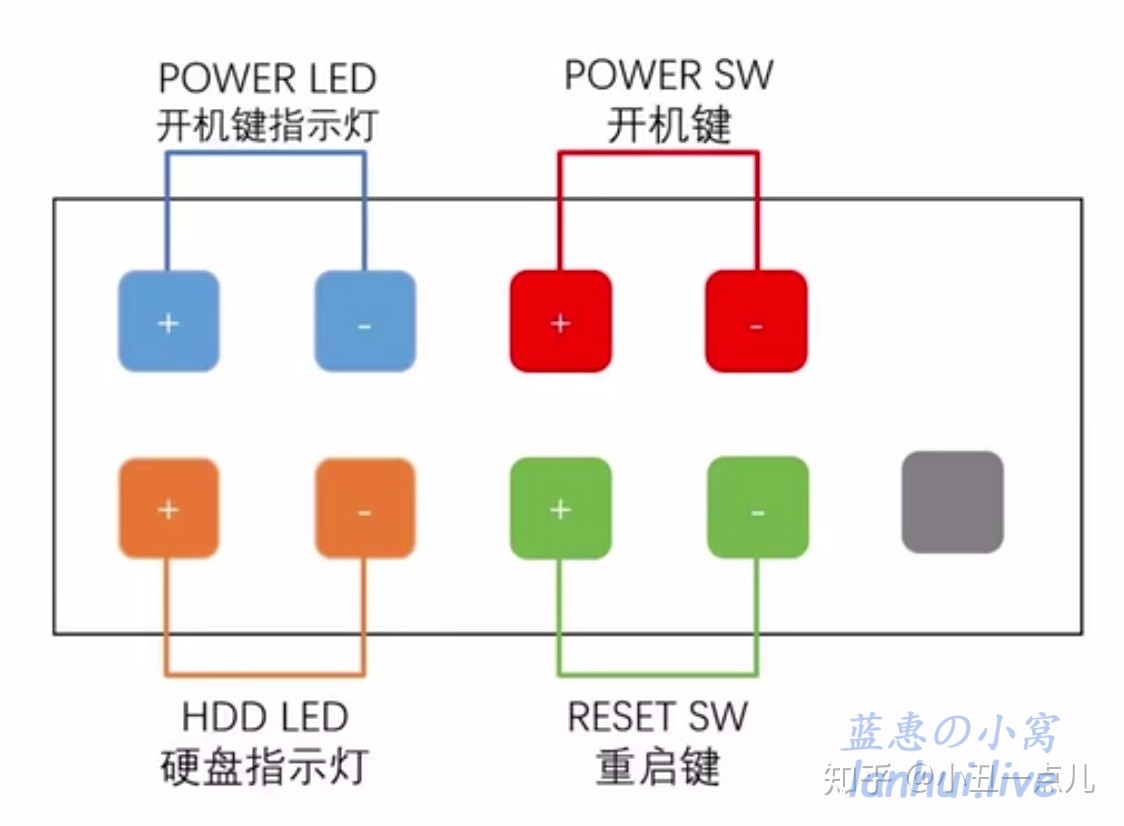 POWER LED
开机键指示灯
POWER SW
开机键
+ - + -
+ - + -
HDD LED
硬盘指示灯
RESET SW
重启键
蓝惠の小窝
知乎 @小丑一点儿
lanhui.live